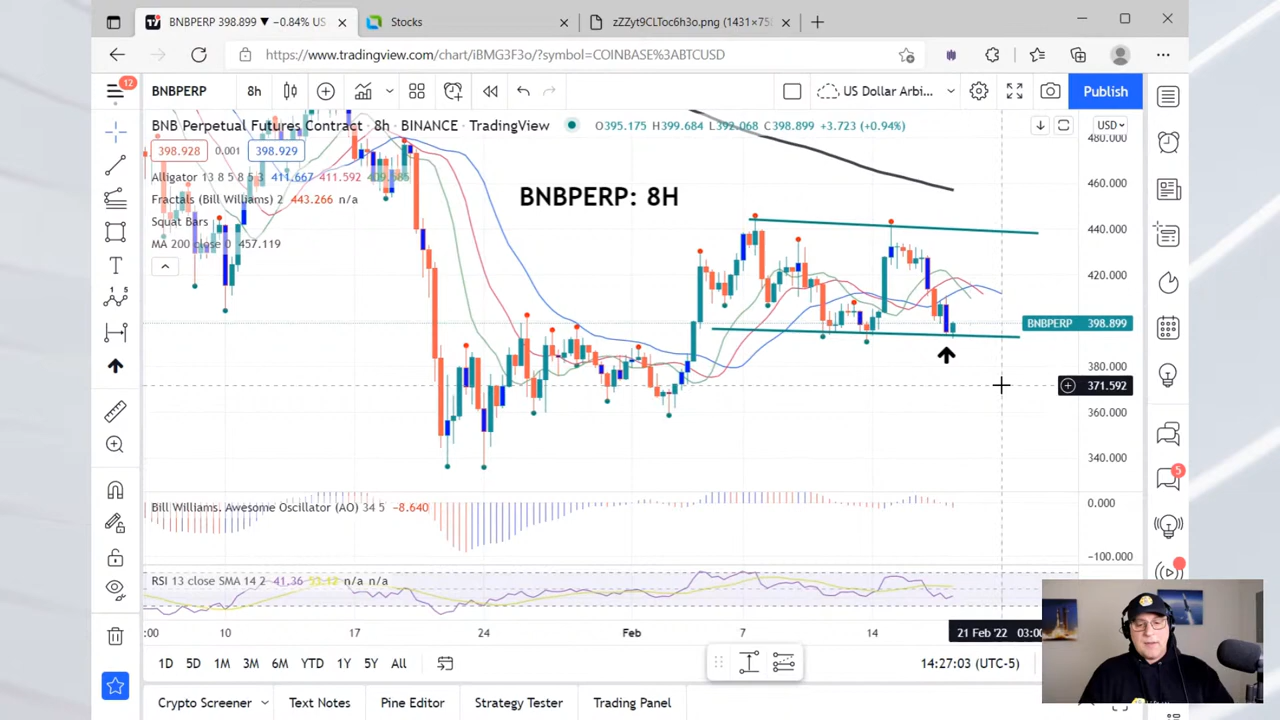 BNBPERP 398.899 ▼ −0.84% US
Stocks
zZZyt9CLToc6h3o.png (1431×75
https://www.tradingview.com/chart/iBMG3F3o/?symbol=COINBASE%3ABTCUSD
12
BNBPERP 8h US Dollar Arbi... Publish
BNB Perpetual Futures Contract · 8h · BINANCE · TradingView O395.175 H399.684 L392.068 C398.899 +3.723 (+0.94%) USD
398.928 0.001 398.929
Alligator 13 8 5 8 5 3 411.667 411.592
Fractals (Bill Williams) 2 443.266 n/a
Squat Bars
MA 200 close 0 457.119
BNBPERP: 8H
480.000
460.000
440.000
420.000
BNBPERP 398.899
380.000
371.592
360.000
340.000
Bill Williams. Awesome Oscillator (AO) 34 5 −8.640
0.000
−100.000
5
RSI 13 close SMA 14 2 41.36 53.12 n/a n/a
:00 10 17 24 Feb 7 14 21 Feb '22 03:00
1D 5D 1M 3M 6M YTD 1Y 5Y All 14:27:03 (UTC-5)
Crypto Screener Text Notes Pine Editor Strategy Tester Trading Panel